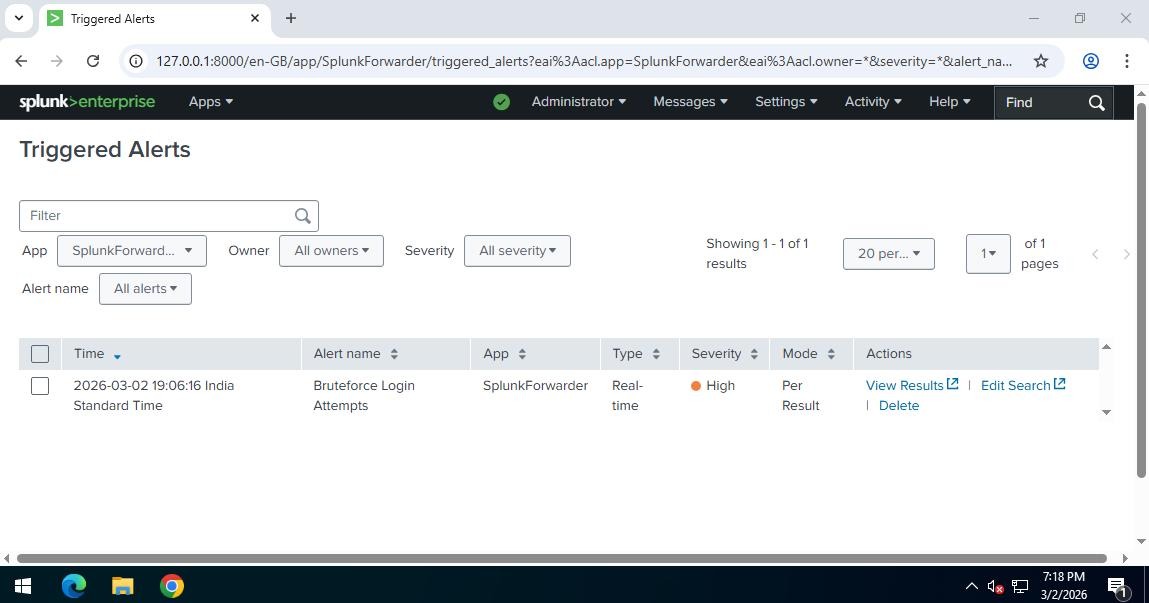 Triggered Alerts
127.0.0.1:8000/en-GB/app/SplunkForwarder/triggered_alerts?eai%3Aacl.app=SplunkForwarder&eai%3Aacl.owner=*&severity=*&alert_na...
splunk>enterprise Apps Administrator Messages Settings Activity Help Find
Triggered Alerts
Filter
App SplunkForward... Owner All owners Severity All severity
Showing 1 - 1 of 1
results
20 per...
1
of 1
pages
Alert name All alerts
Time Alert name App Type Severity Mode Actions
2026-03-02 19:06:16 India
Standard Time
Bruteforce Login
Attempts
SplunkForwarder
Real-
time
High
Per
Result
View Results | Edit Search
| Delete
7:18 PM
3/2/2026
1